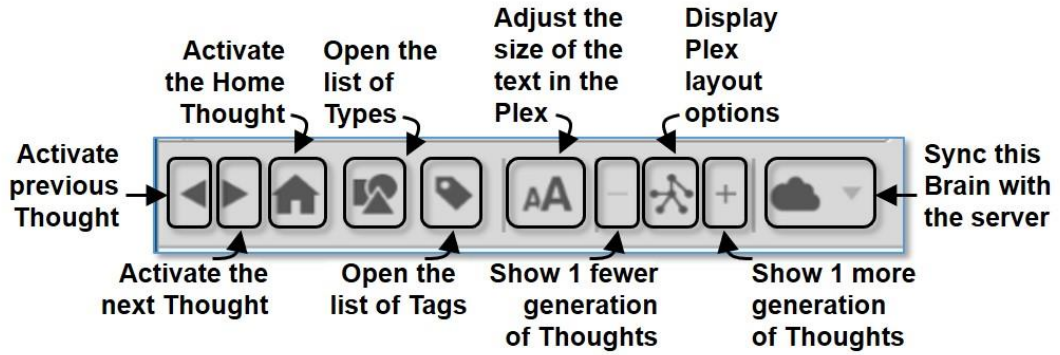 Activate
the Home
Thought
Open the
list of
Types
Adjust the
size of the
text in the
Plex
Display
Plex
layout
options
Activate
previous
Thought
AA
Sync this
Brain with
the server
Activate the
next Thought
Open the
list of Tags
Show 1 fewer
generation
of Thoughts
Show 1 more
generation
of Thoughts